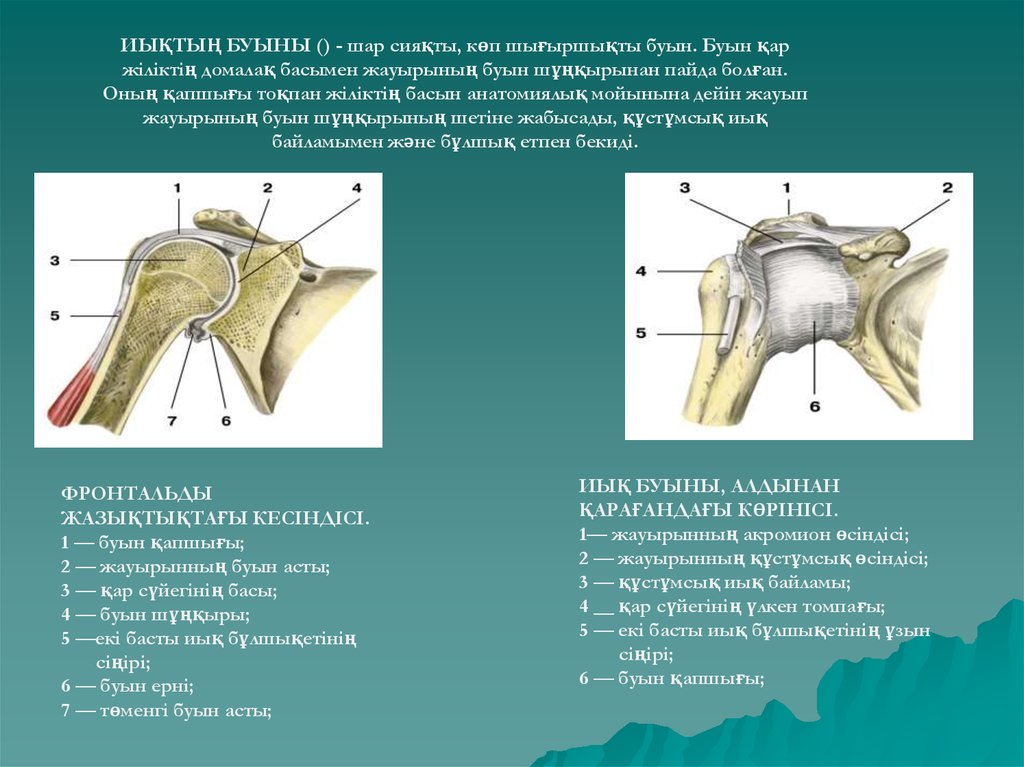 ИЫҚТЫҢ БУЫНЫ () - шар сияқты, көп шығыршықты буын. Буын қар
жіліктің домалақ басымен жауырының буын шұңқырынан пайда болған.
Оның қапшығы тоқпан жіліктің басын анатомиялық мойынына дейін жауып
жауырының буын шұңқырының шетіне жабысады, құстұмсық иық
байламымен және бұлшық етпен бекиді.
1 2 4
3
5
7 6
3 1 2
4
5
6
ФРОНТАЛЬДЫ
ЖАЗЫҚТЫҚТАҒЫ КЕСІНДІСІ.
1 — буын қапшығы;
2 — жауырынның буын асты;
3 — қар сүйегінің басы;
4 — буын шұңқыры;
5 —екі басты иық бұлшықетінің
сіңірі;
6 — буын ерні;
7 — төменгі буын асты;
ИЫҚ БУЫНЫ, АЛДЫНАН
ҚАРАҒАНДАҒЫ КӨРІНІСІ.
1— жауырынның акромион өсіндісі;
2 — жауырынның құстұмсық өсіндісі;
3 — құстұмсық иық байламы;
4 __ қар сүйегінің үлкен томпағы;
5 — екі басты иық бұлшықетінің ұзын
сіңірі;
6 — буын қапшығы;